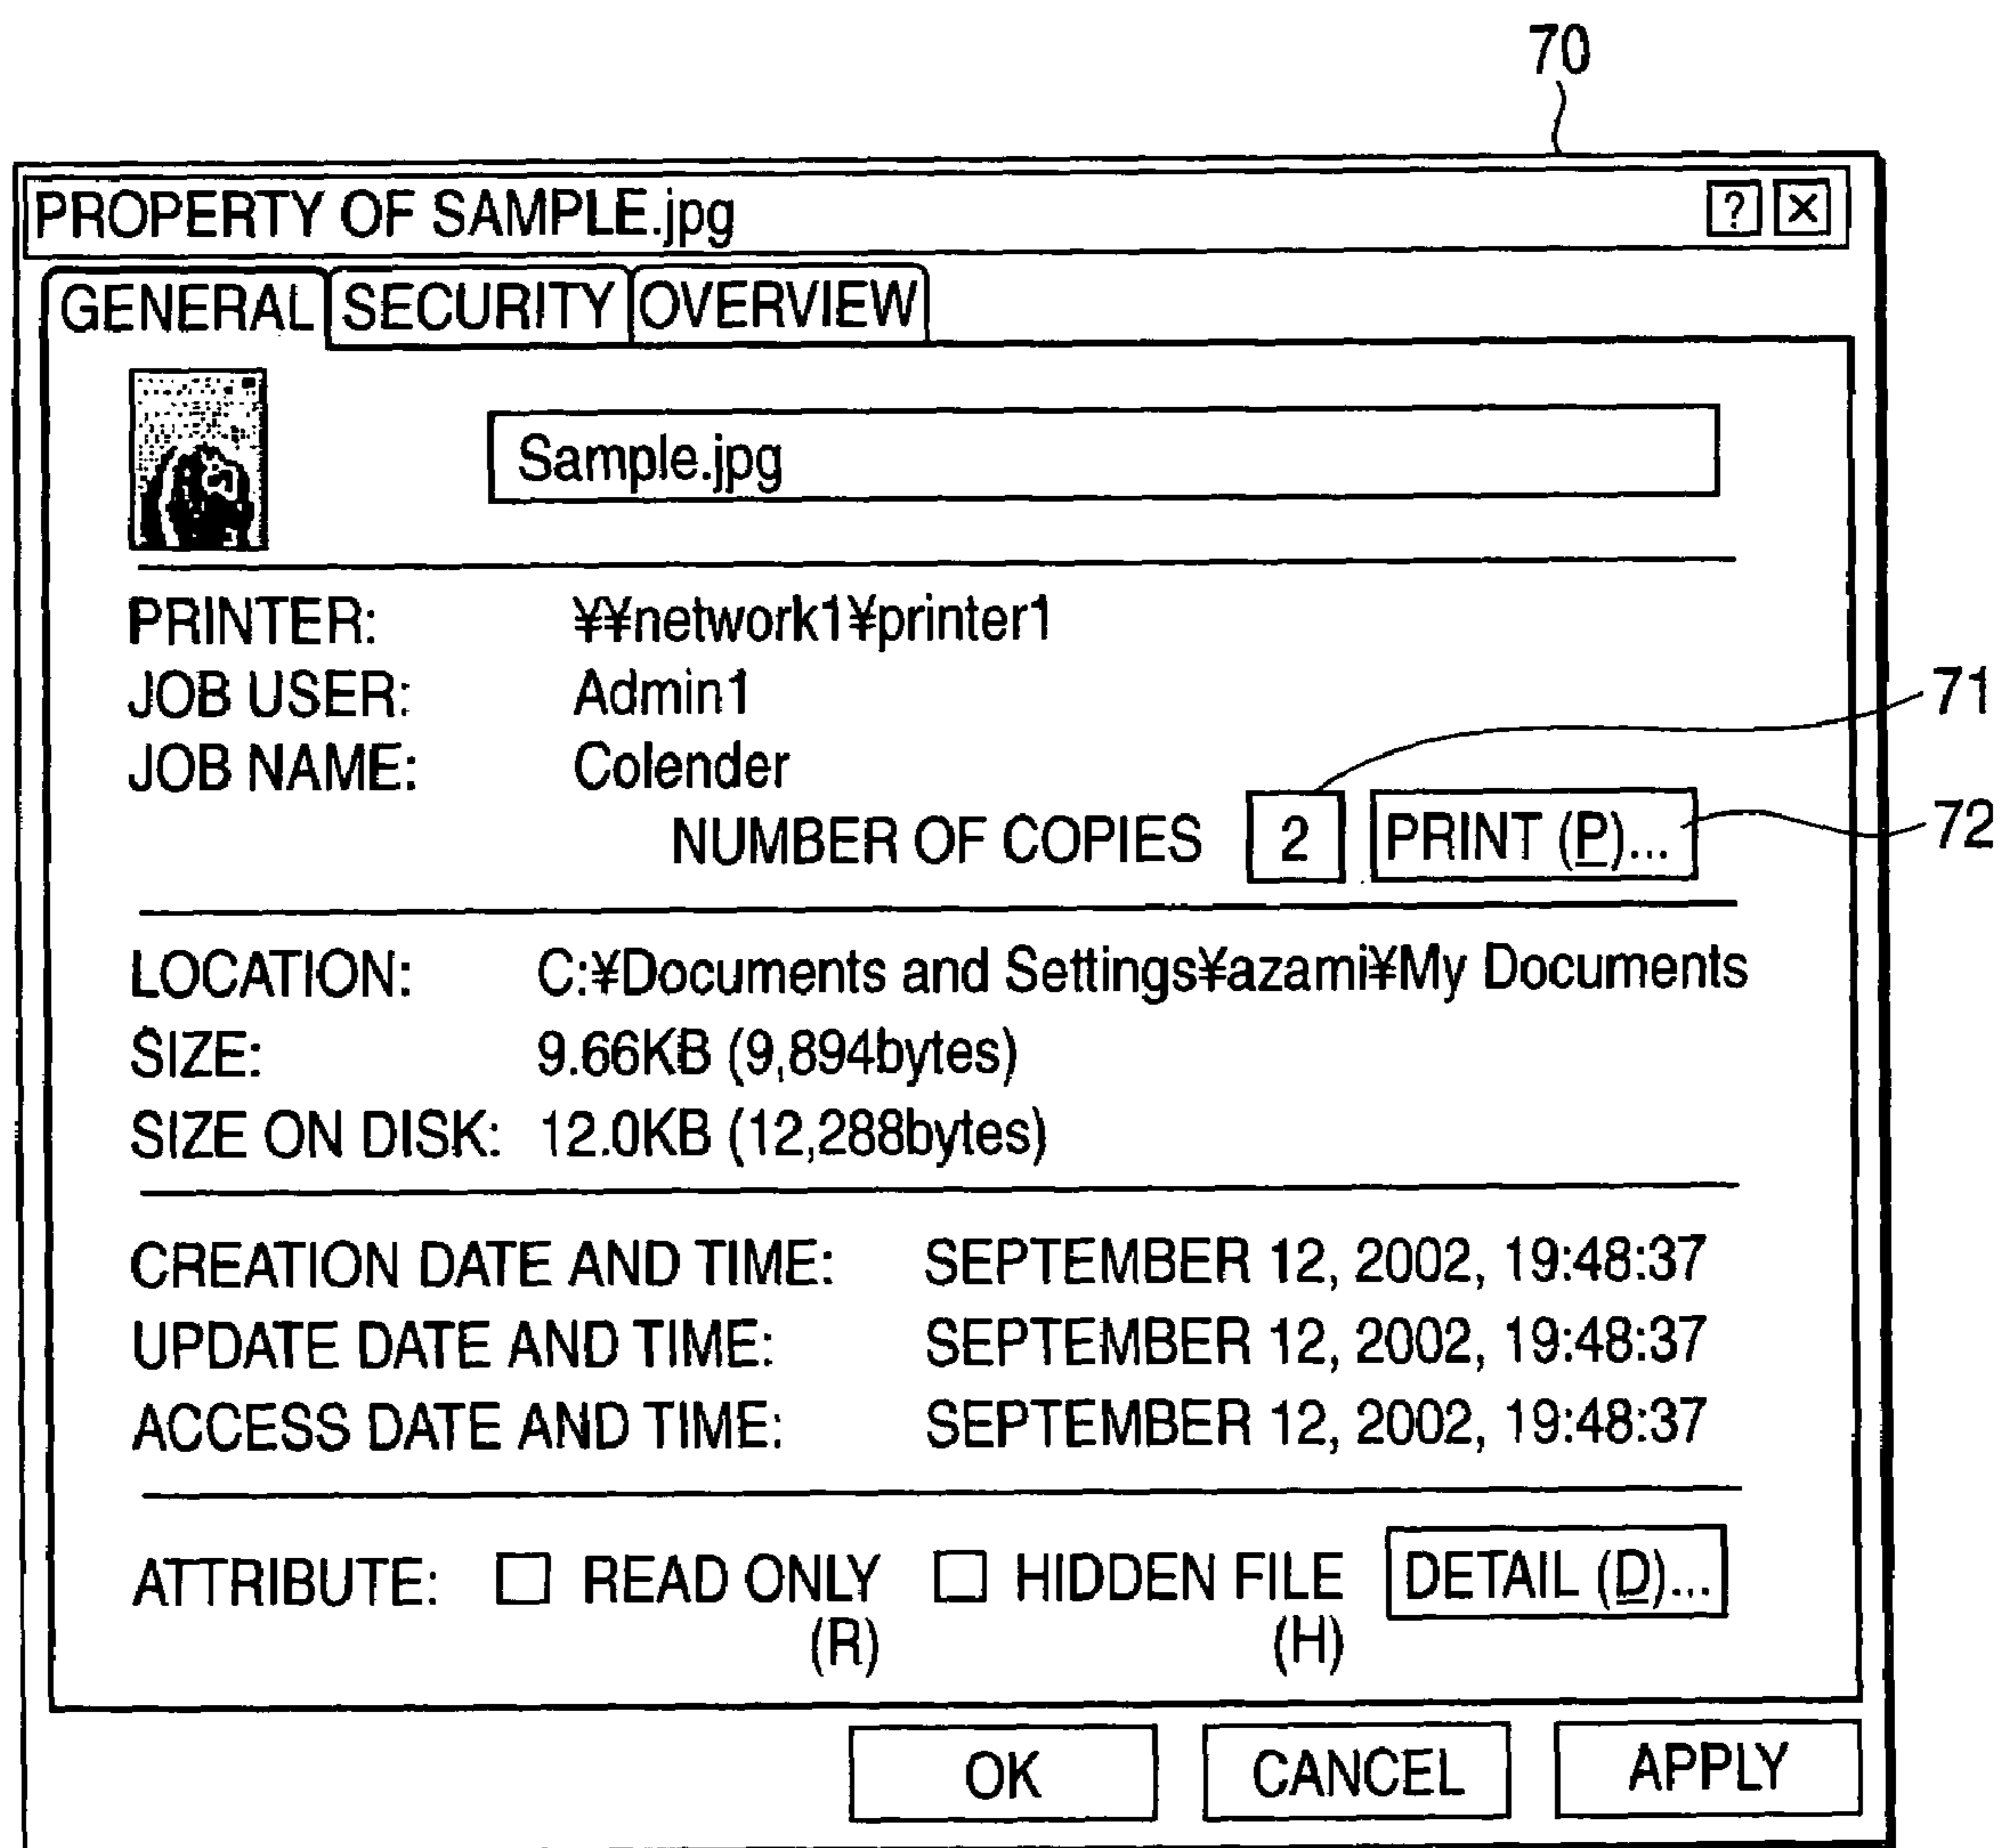 70
PROPERTY OF SAMPLE.jpg ? ×
GENERAL SECURITY OVERVIEW
Sample.jpg
PRINTER: ¥¥network1¥printer1
JOB USER: Admin1
71
JOB NAME: Colender
NUMBER OF COPIES 2 PRINT (P)...
72
LOCATION: C:¥Documents and Settings¥azami¥My Documents
SIZE: 9.66KB (9,894bytes)
SIZE ON DISK: 12.0KB (12,288bytes)
CREATION DATE AND TIME: SEPTEMBER 12, 2002, 19:48:37
UPDATE DATE AND TIME: SEPTEMBER 12, 2002, 19:48:37
ACCESS DATE AND TIME: SEPTEMBER 12, 2002, 19:48:37
ATTRIBUTE: READ ONLY HIDDEN FILE DETAIL (D)...
(R) (H)
OK CANCEL APPLY